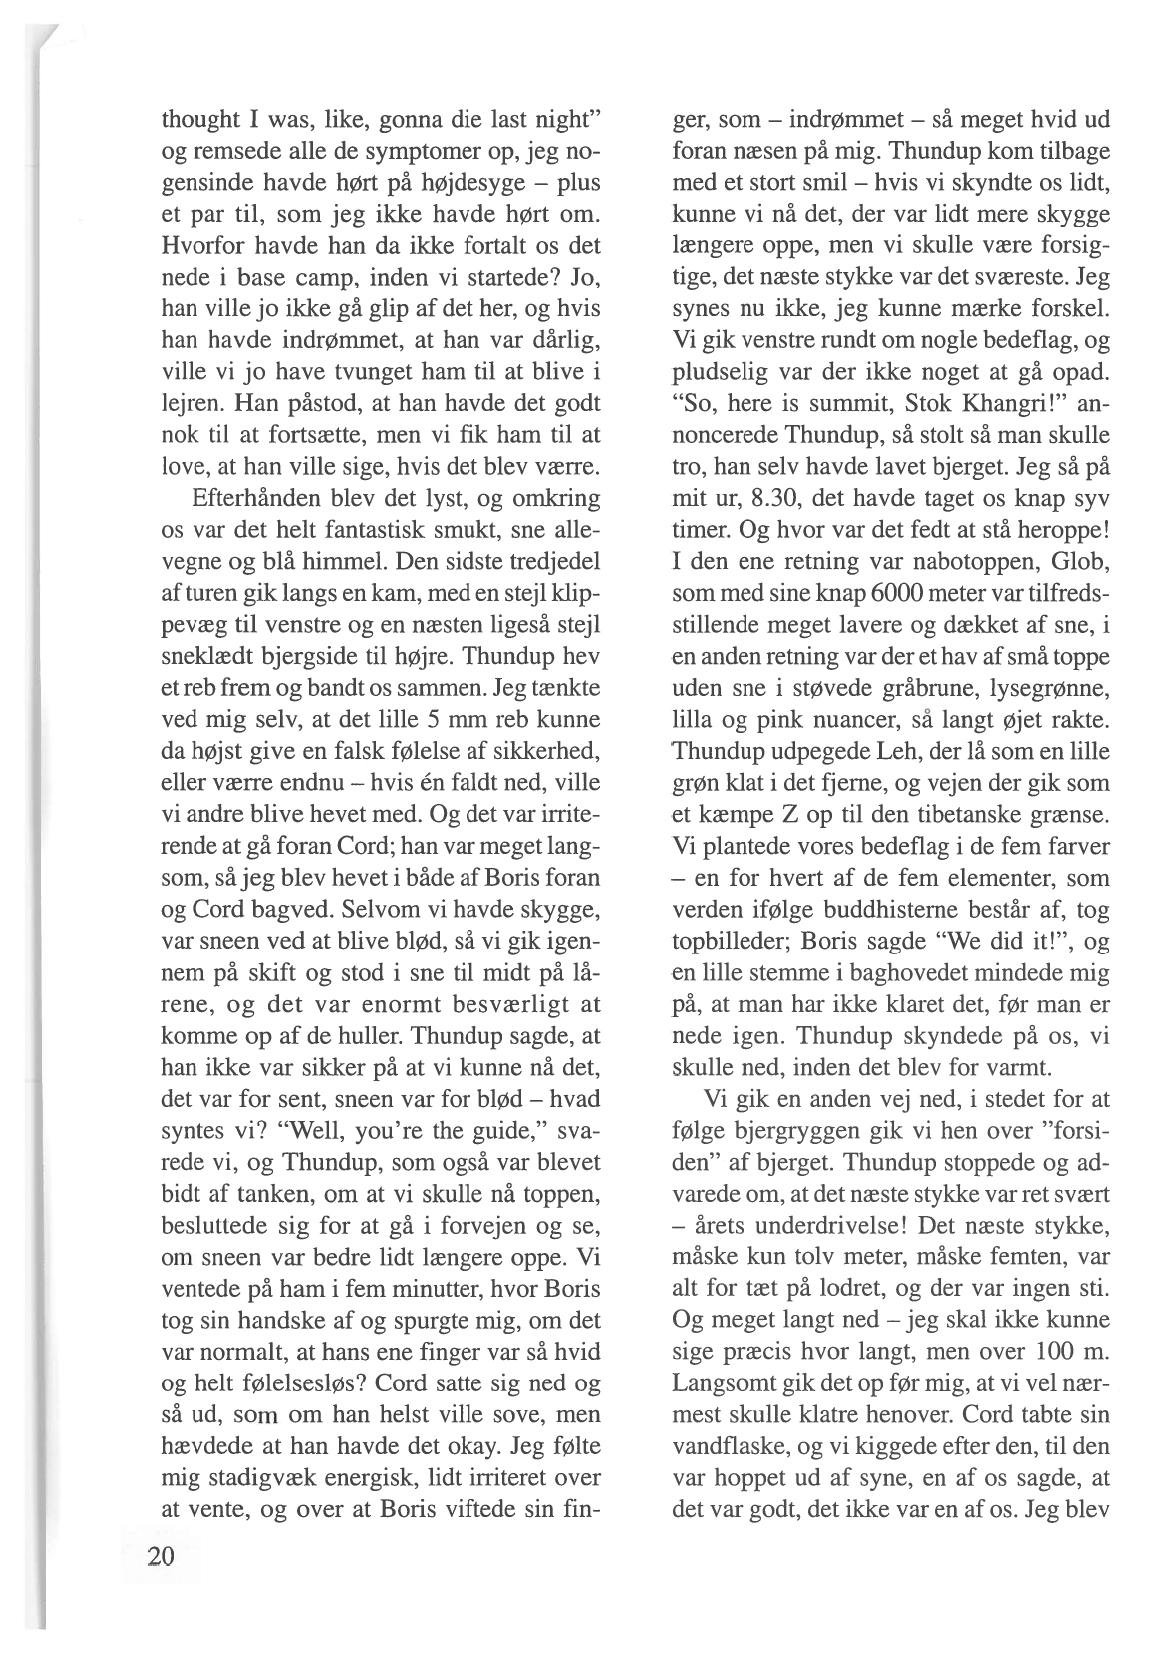 thought I was, like, gonna die last night”
og remsede alle de symptomer op, jeg no-
gensinde havde hørt på højdesyge – plus
et par til, som jeg ikke havde hørt om.
Hvorfor havde han da ikke fortalt os det
nede i base camp, inden vi startede? Jo,
han ville jo ikke gå glip af det her, og hvis
han havde indrømmet, at han var dårlig,
ville vi jo have tvunget ham til at blive i
lejren. Han påstod, at han havde det godt
nok til at fortsætte, men vi fik ham til at
love, at han ville sige, hvis det blev værre.
Efterhånden blev det lyst, og omkring
os var det helt fantastisk smukt, sne alle-
vegne og blå himmel. Den sidste tredjedel
af turen gik langs en kam, med en stejl klip-
pevæg til venstre og en næsten ligeså stejl
sneklædt bjergside til højre. Thundup hev
et reb frem og bandt os sammen. Jeg tænkte
ved mig selv, at det lille 5 mm reb kunne
da højst give en falsk følelse af sikkerhed,
eller værre endnu – hvis én faldt ned, ville
vi andre blive hevet med. Og det var irrite-
rende at gå foran Cord; han var meget lang-
som, så jeg blev hevet i både af Boris foran
og Cord bagved. Selvom vi havde skygge,
var sneen ved at blive blød, så vi gik igen-
nem på skift og stod i sne til midt på lå-
rene, og det var enormt besværligt at
komme op af de huller. Thundup sagde, at
han ikke var sikker på at vi kunne nå det,
det var for sent, sneen var for blød – hvad
syntes vi? “Well, you’re the guide,” sva-
rede vi, og Thundup, som også var blevet
bidt af tanken, om at vi skulle nå toppen,
besluttede sig for at gå i forvejen og se,
om sneen var bedre lidt længere oppe. Vi
ventede på ham i fem minutter, hvor Boris
tog sin handske af og spurgte mig, om det
var normalt, at hans ene finger var så hvid
og helt følelsesløs? Cord satte sig ned og
så ud, som om han helst ville sove, men
hævdede at han havde det okay. Jeg følte
mig stadigvæk energisk, lidt irriteret over
at vente, og over at Boris viftede sin fin-
20
ger, som – indrømmet – så meget hvid ud
foran næsen på mig. Thundup kom tilbage
med et stort smil – hvis vi skyndte os lidt,
kunne vi nå det, der var lidt mere skygge
længere oppe, men vi skulle være forsig-
tige, det næste stykke var det sværeste. Jeg
synes nu ikke, jeg kunne mærke forskel.
Vi gik venstre rundt om nogle bedeflag, og
pludselig var der ikke noget at gå opad.
“So, here is summit, Stok Khangri!” an-
noncerede Thundup, så stolt så man skulle
tro, han selv havde lavet bjerget. Jeg så på
mit ur, 8.30, det havde taget os knap syv
timer. Og hvor var det fedt at stå heroppe!
I den ene retning var nabotoppen, Glob,
som med sine knap 6000 meter var tilfreds-
stillende meget lavere og dækket af sne, i
en anden retning var der et hav af små toppe
uden sne i støvede gråbrune, lysegrønne,
lilla og pink nuancer, så langt øjet rakte.
Thundup udpegede Leh, der lå som en lille
grøn klat i det fjerne, og vejen der gik som
et kæmpe Z op til den tibetanske grænse.
Vi plantede vores bedeflag i de fem farver
– en for hvert af de fem elementer, som
verden ifølge buddhisterne består af, tog
topbilleder; Boris sagde “We did it!”, og
en lille stemme i baghovedet mindede mig
på, at man har ikke klaret det, før man er
nede igen. Thundup skyndede på os, vi
skulle ned, inden det blev for varmt.
Vi gik en anden vej ned, i stedet for at
følge bjergryggen gik vi hen over ”forsi-
den” af bjerget. Thundup stoppede og ad-
varede om, at det næste stykke var ret svært
– årets underdrivelse! Det næste stykke,
måske kun tolv meter, måske femten, var
alt for tæt på lodret, og der var ingen sti.
Og meget langt ned – jeg skal ikke kunne
sige præcis hvor langt, men over 100 m.
Langsomt gik det op før mig, at vi vel nær-
mest skulle klatre henover. Cord tabte sin
vandflaske, og vi kiggede efter den, til den
var hoppet ud af syne, en af os sagde, at
det var godt, det ikke var en af os. Jeg blev